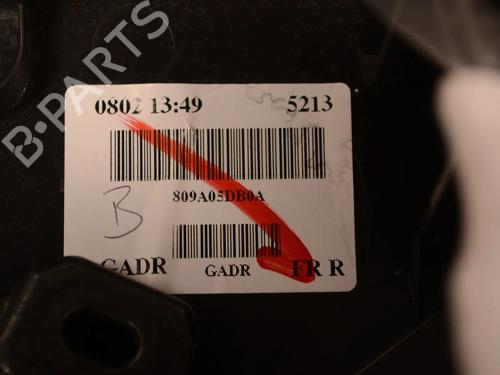 B-PARTS
0802 13:49 5213
809A05DB0A
B
GADR GADR FR R